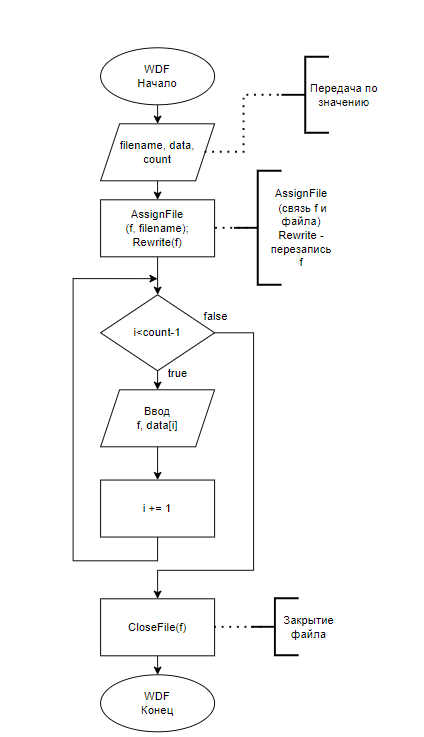 WDF
Начало
Передача по
значению
filename, data,
count
AssignFile
(f, filename);
Rewrite(f)
AssignFile
(связь f и
файла)
Rewrite -
перезапись
f
false
i<count-1
true
Ввод
f, data[i]
i += 1
CloseFile(f)
Закрытие
файла
WDF
Конец